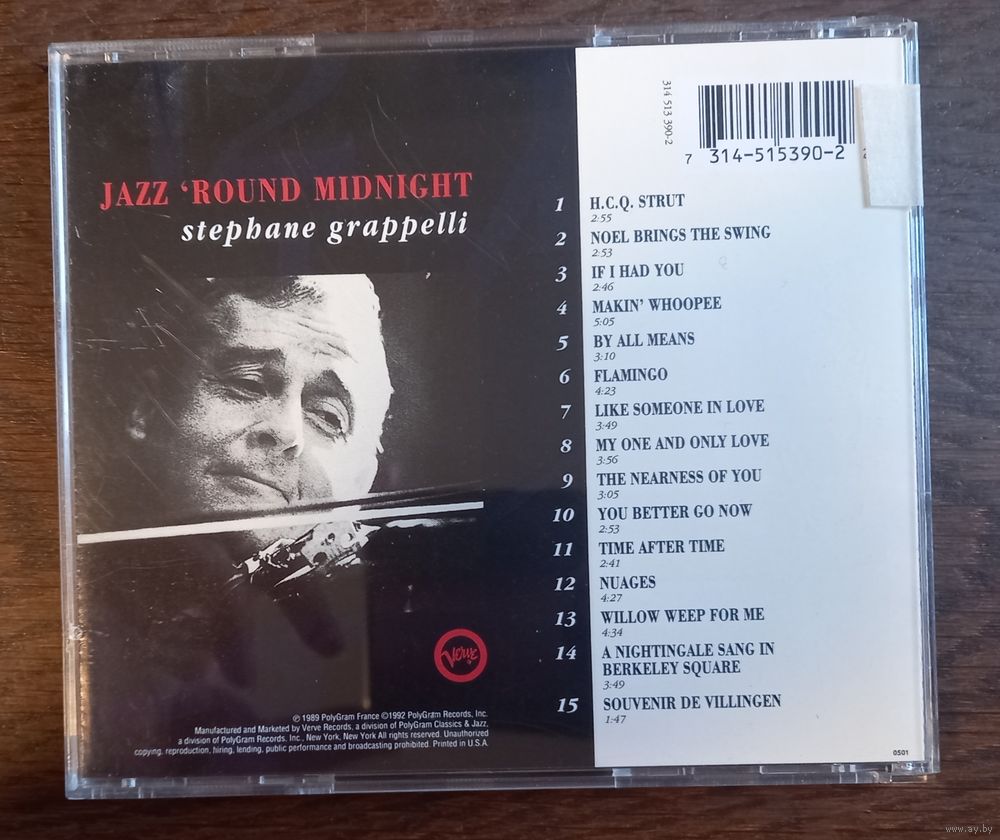 JAZZ ‘ROUND MIDNIGHT
stephane grappelli
Verve
℗ 1989 PolyGram France ©1992 PolyGram Records, Inc.
Manufactured and Marketed by Verve Records, a division of PolyGram Classics & Jazz,
a division of PolyGram Records, Inc., New York, New York All rights reserved. Unauthorized
copying, reproduction, hiring, lending, public performance and broadcasting prohibited. Printed in U.S.A.
314 513 390-2
7 314-515390-2 2
1 H.C.Q. STRUT
2:55
2 NOEL BRINGS THE SWING
2:53
3 IF I HAD YOU
2:46
4 MAKIN’ WHOOPEE
5:05
5 BY ALL MEANS
3:10
6 FLAMINGO
4:23
7 LIKE SOMEONE IN LOVE
3:49
8 MY ONE AND ONLY LOVE
3:56
9 THE NEARNESS OF YOU
3:05
10 YOU BETTER GO NOW
2:53
11 TIME AFTER TIME
2:41
12 NUAGES
4:27
13 WILLOW WEEP FOR ME
4:34
14 A NIGHTINGALE SANG IN
BERKELEY SQUARE
3:49
15 SOUVENIR DE VILLINGEN
1:47
0501
www.ay.by